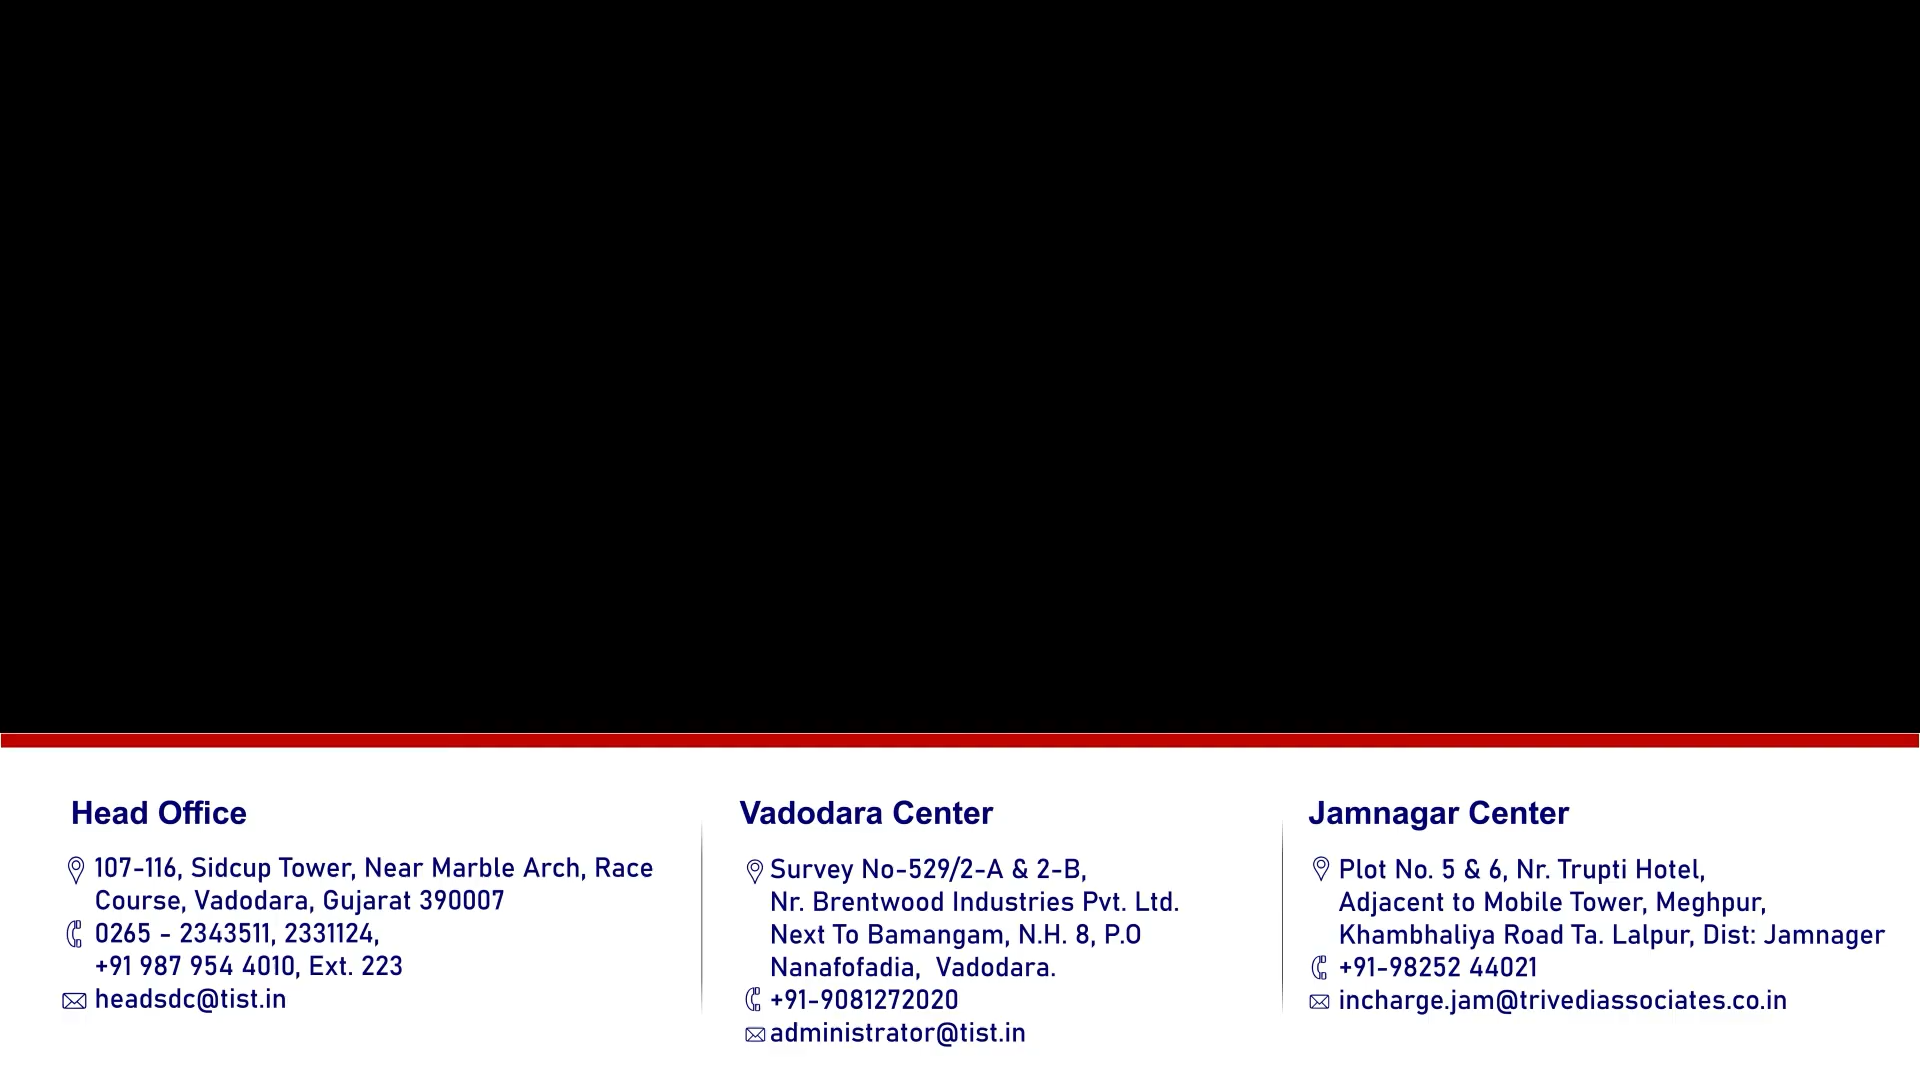 Head Office
107-116, Sidcup Tower, Near Marble Arch, Race
Course, Vadodara, Gujarat 390007
0265 - 2343511, 2331124,
+91 987 954 4010, Ext. 223
headsdc@tist.in
Vadodara Center
Survey No-529/2-A & 2-B,
Nr. Brentwood Industries Pvt. Ltd.
Next To Bamangam, N.H. 8, P.O
Nanafofadia, Vadodara.
+91-9081272020
administrator@tist.in
Jamnagar Center
Plot No. 5 & 6, Nr. Trupti Hotel,
Adjacent to Mobile Tower, Meghpur,
Khambhaliya Road Ta. Lalpur, Dist: Jamnager
+91-98252 44021
incharge.jam@trivediassociates.co.in